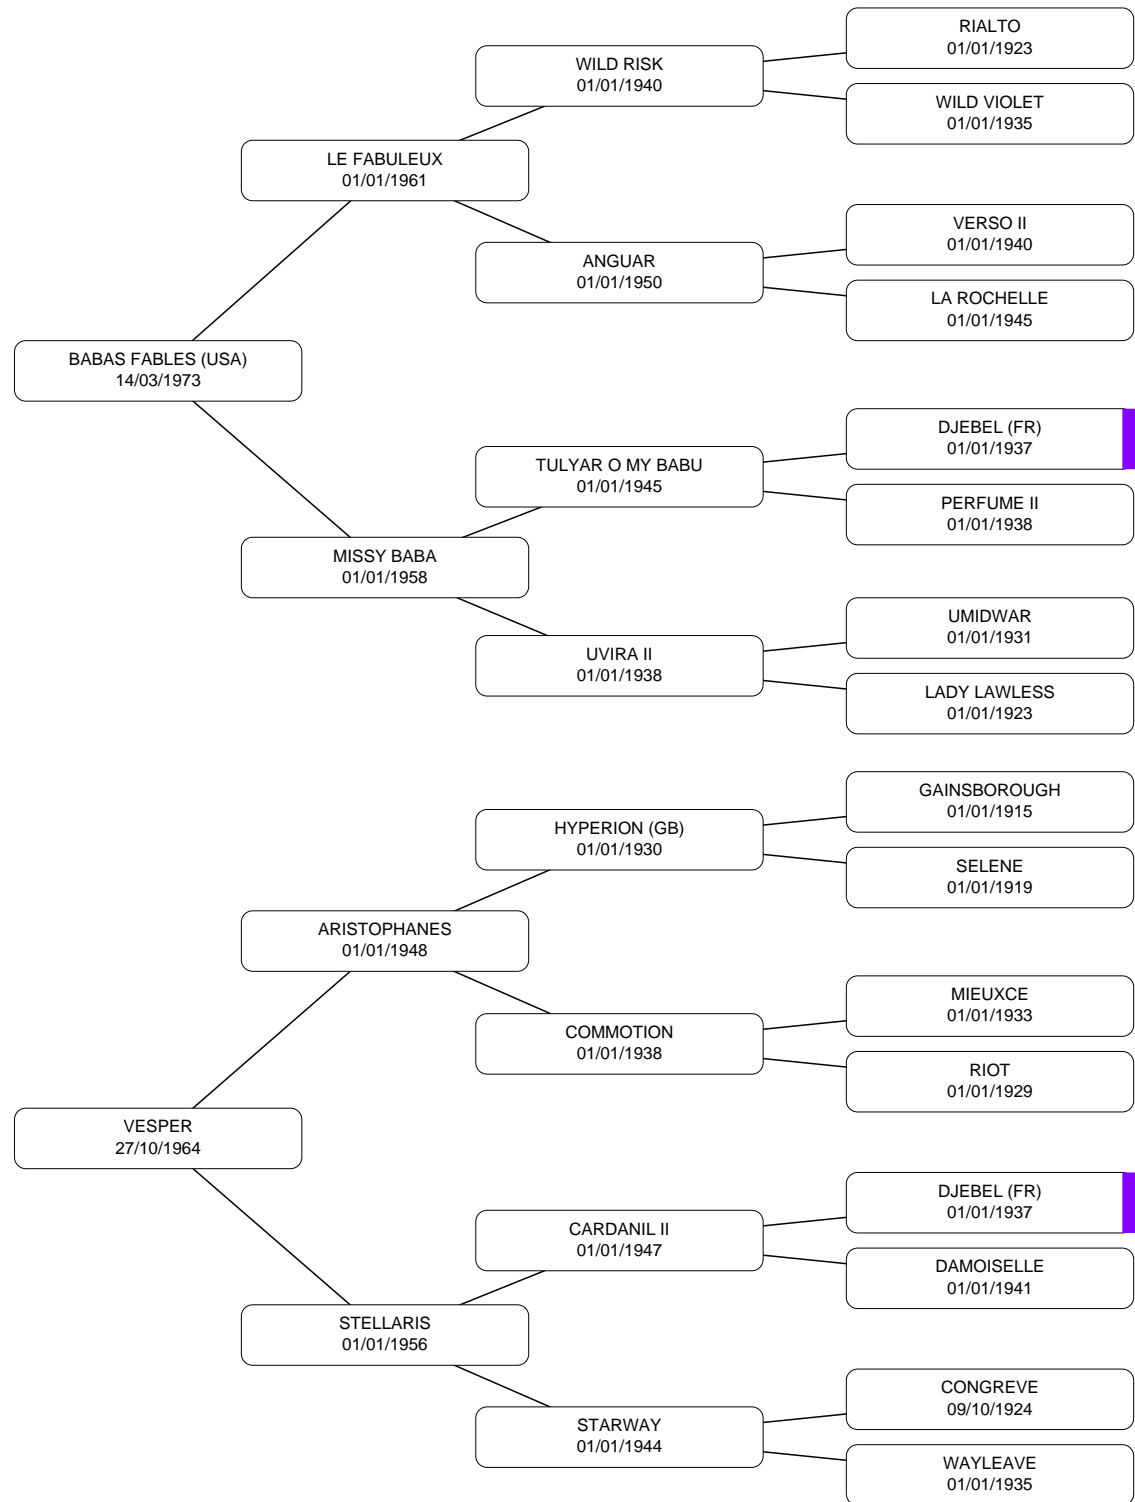 RIALTO
01/01/1923
WILD RISK
01/01/1940
WILD VIOLET
01/01/1935
LE FABULEUX
01/01/1961
VERSO II
01/01/1940
ANGUAR
01/01/1950
LA ROCHELLE
01/01/1945
BABAS FABLES (USA)
14/03/1973
DJEBEL (FR)
01/01/1937
TULYAR O MY BABU
01/01/1945
PERFUME II
01/01/1938
MISSY BABA
01/01/1958
UMIDWAR
01/01/1931
UVIRA II
01/01/1938
LADY LAWLESS
01/01/1923
GAINSBOROUGH
01/01/1915
HYPERION (GB)
01/01/1930
SELENE
01/01/1919
ARISTOPHANES
01/01/1948
MIEUXCE
01/01/1933
COMMOTION
01/01/1938
RIOT
01/01/1929
VESPER
27/10/1964
DJEBEL (FR)
01/01/1937
CARDANIL II
01/01/1947
DAMOISELLE
01/01/1941
STELLARIS
01/01/1956
CONGREVE
09/10/1924
STARWAY
01/01/1944
WAYLEAVE
01/01/1935